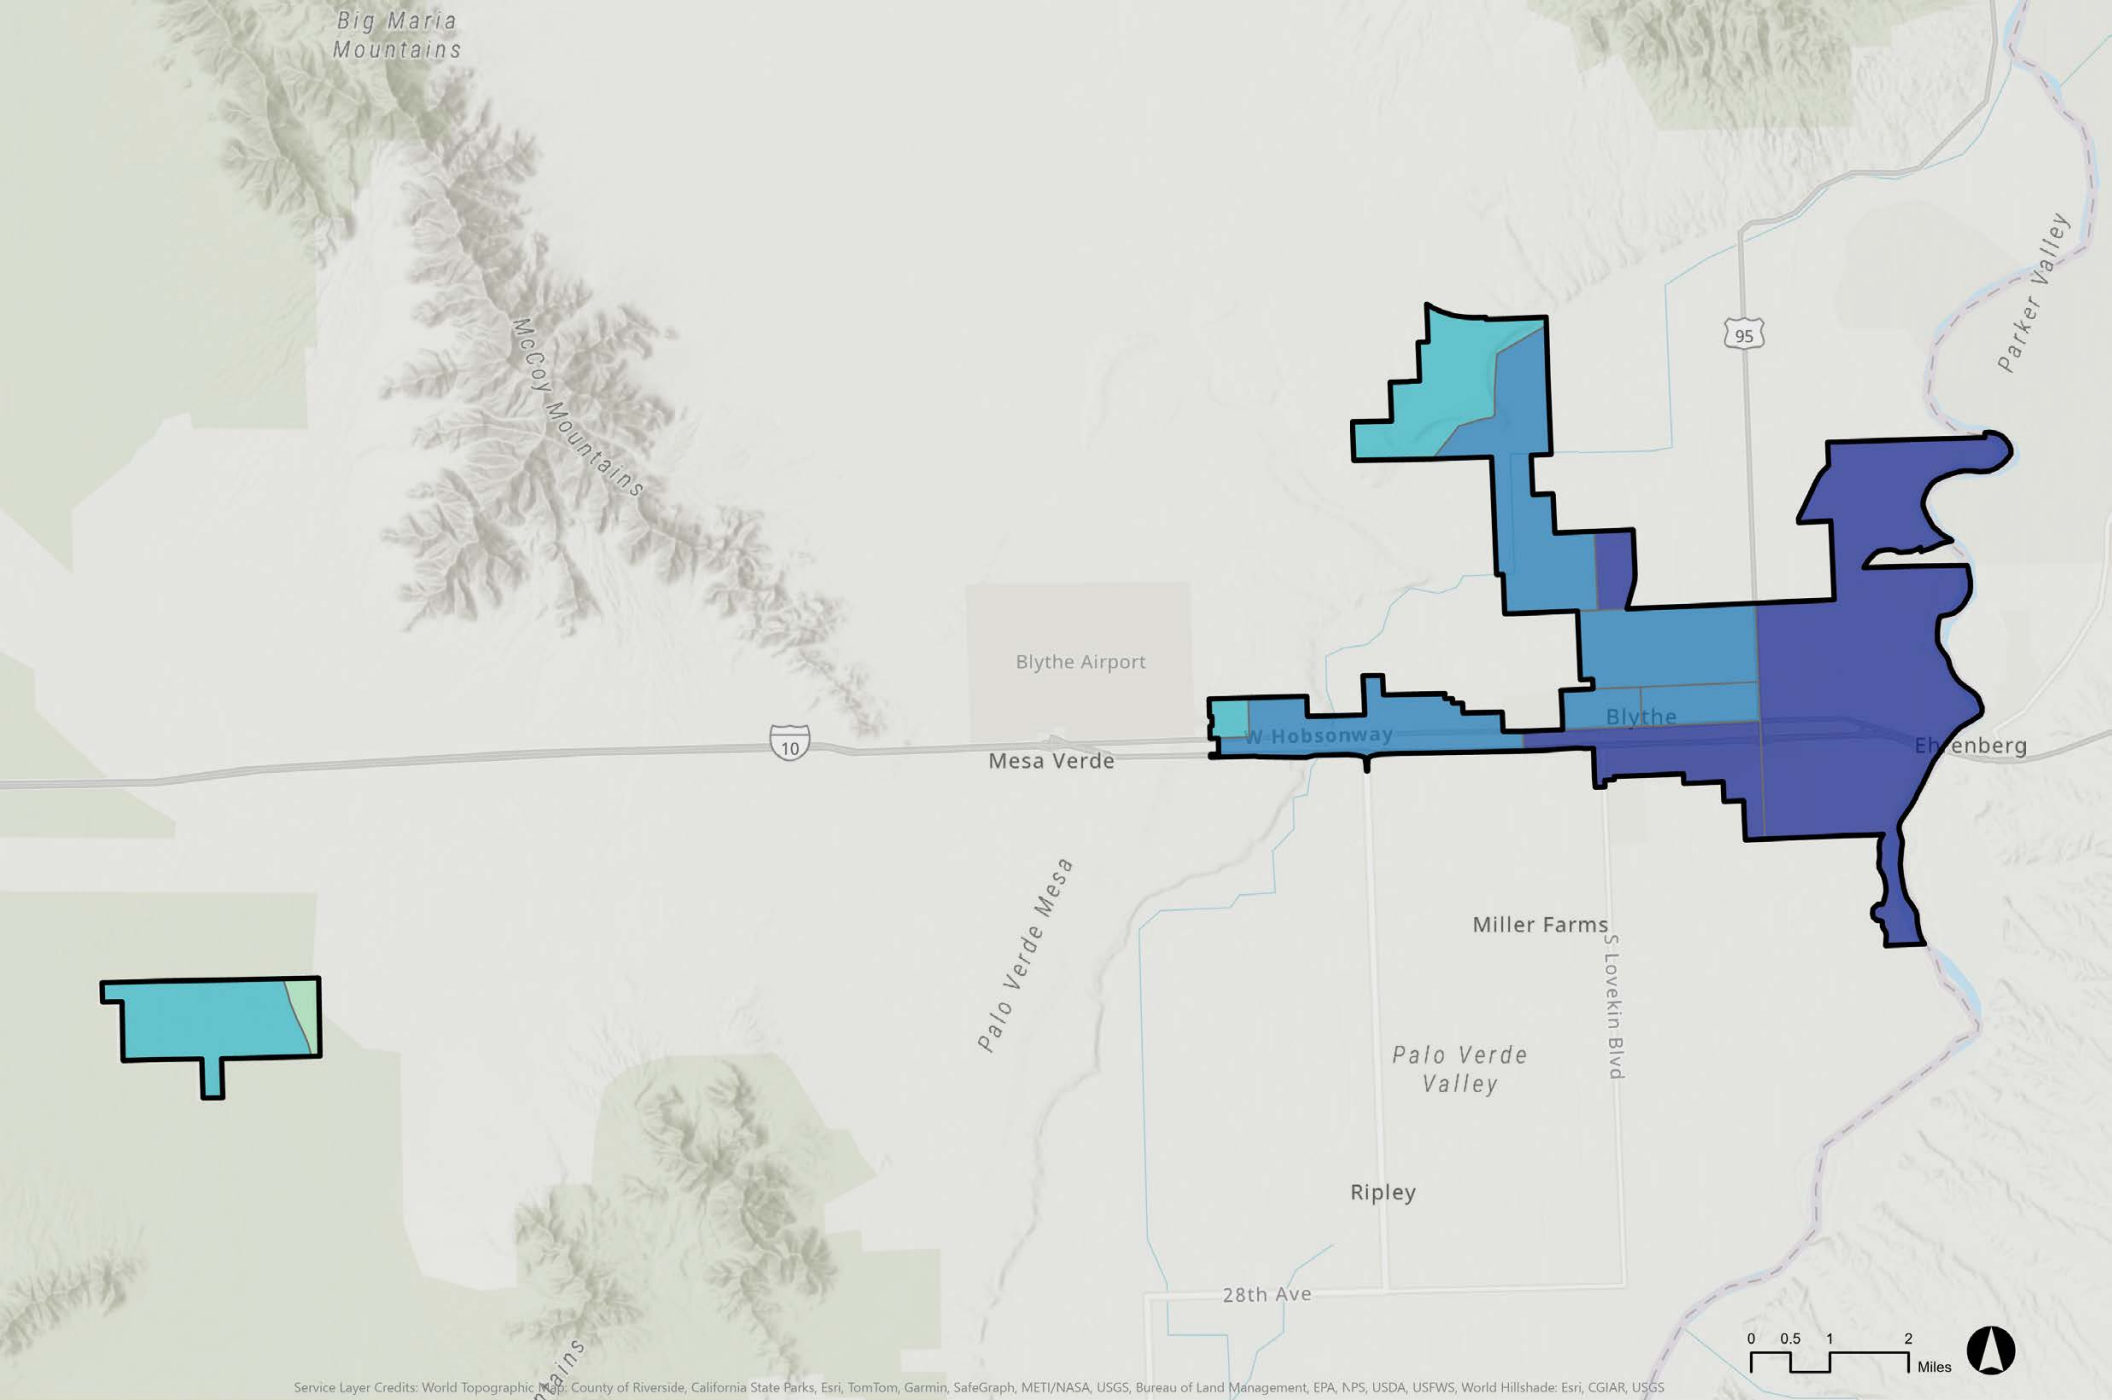 Big Maria
Mountains
McCoy Mountains
Parker Valley
95
Blythe Airport
Blythe
W Hobsonway
10
Mesa Verde
Ehrenberg
Palo Verde Mesa
Miller Farms
S Lovekin Blvd
Palo Verde
Valley
Ripley
28th Ave
ntains
0 0.5 1 2
Miles
Service Layer Credits: World Topographic Map: County of Riverside, California State Parks, Esri, TomTom, Garmin, SafeGraph, METI/NASA, USGS, Bureau of Land Management, EPA, NPS, USDA, USFWS, World Hillshade: Esri, CGIAR, USGS